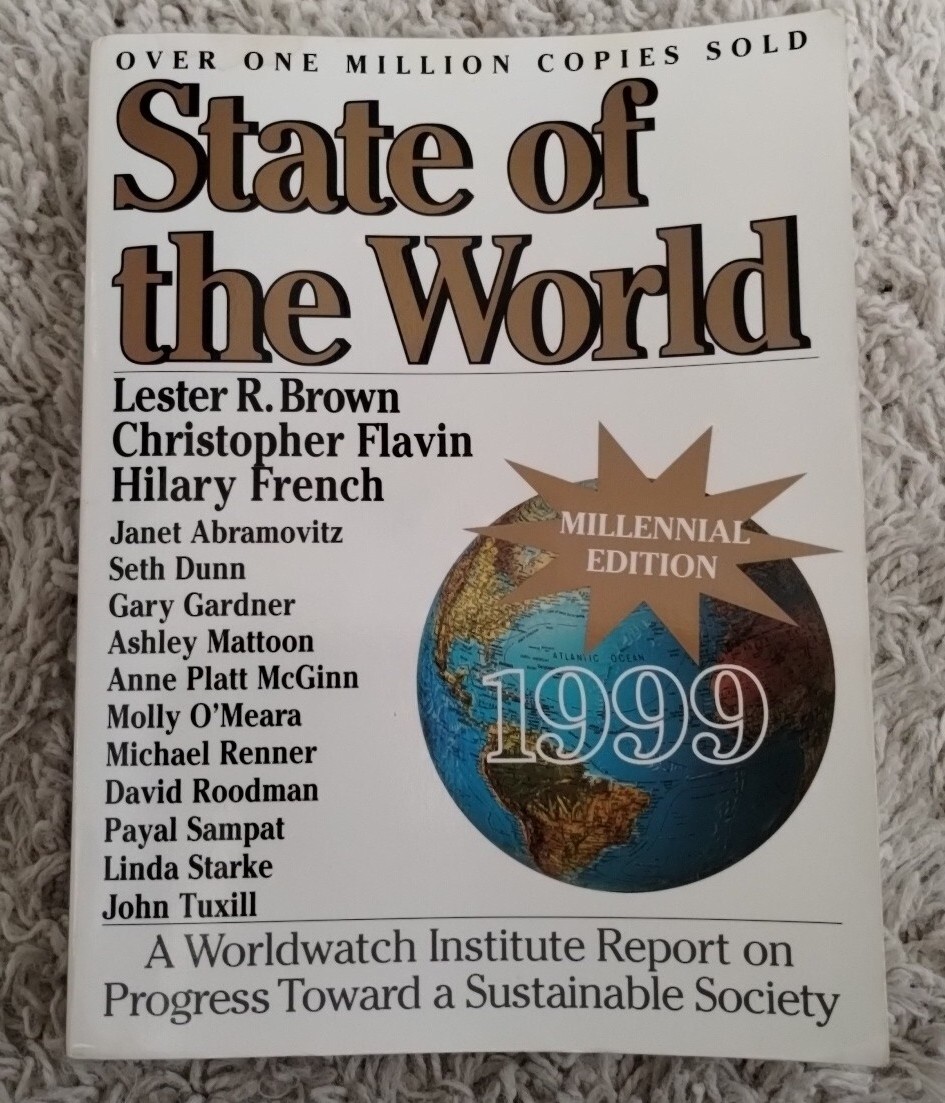 OVER ONE MILLION COPIES SOLD
State of
the World
Lester R. Brown
Christopher Flavin
Hilary French
Janet Abramovitz
Seth Dunn
Gary Gardner
Ashley Mattoon
Anne Platt McGinn
Molly O'Meara
Michael Renner
David Roodman
Payal Sampat
Linda Starke
John Tuxill
MILLENNIAL
EDITION
ATLANTIC OCEAN
1999
A Worldwatch Institute Report on
Progress Toward a Sustainable Society